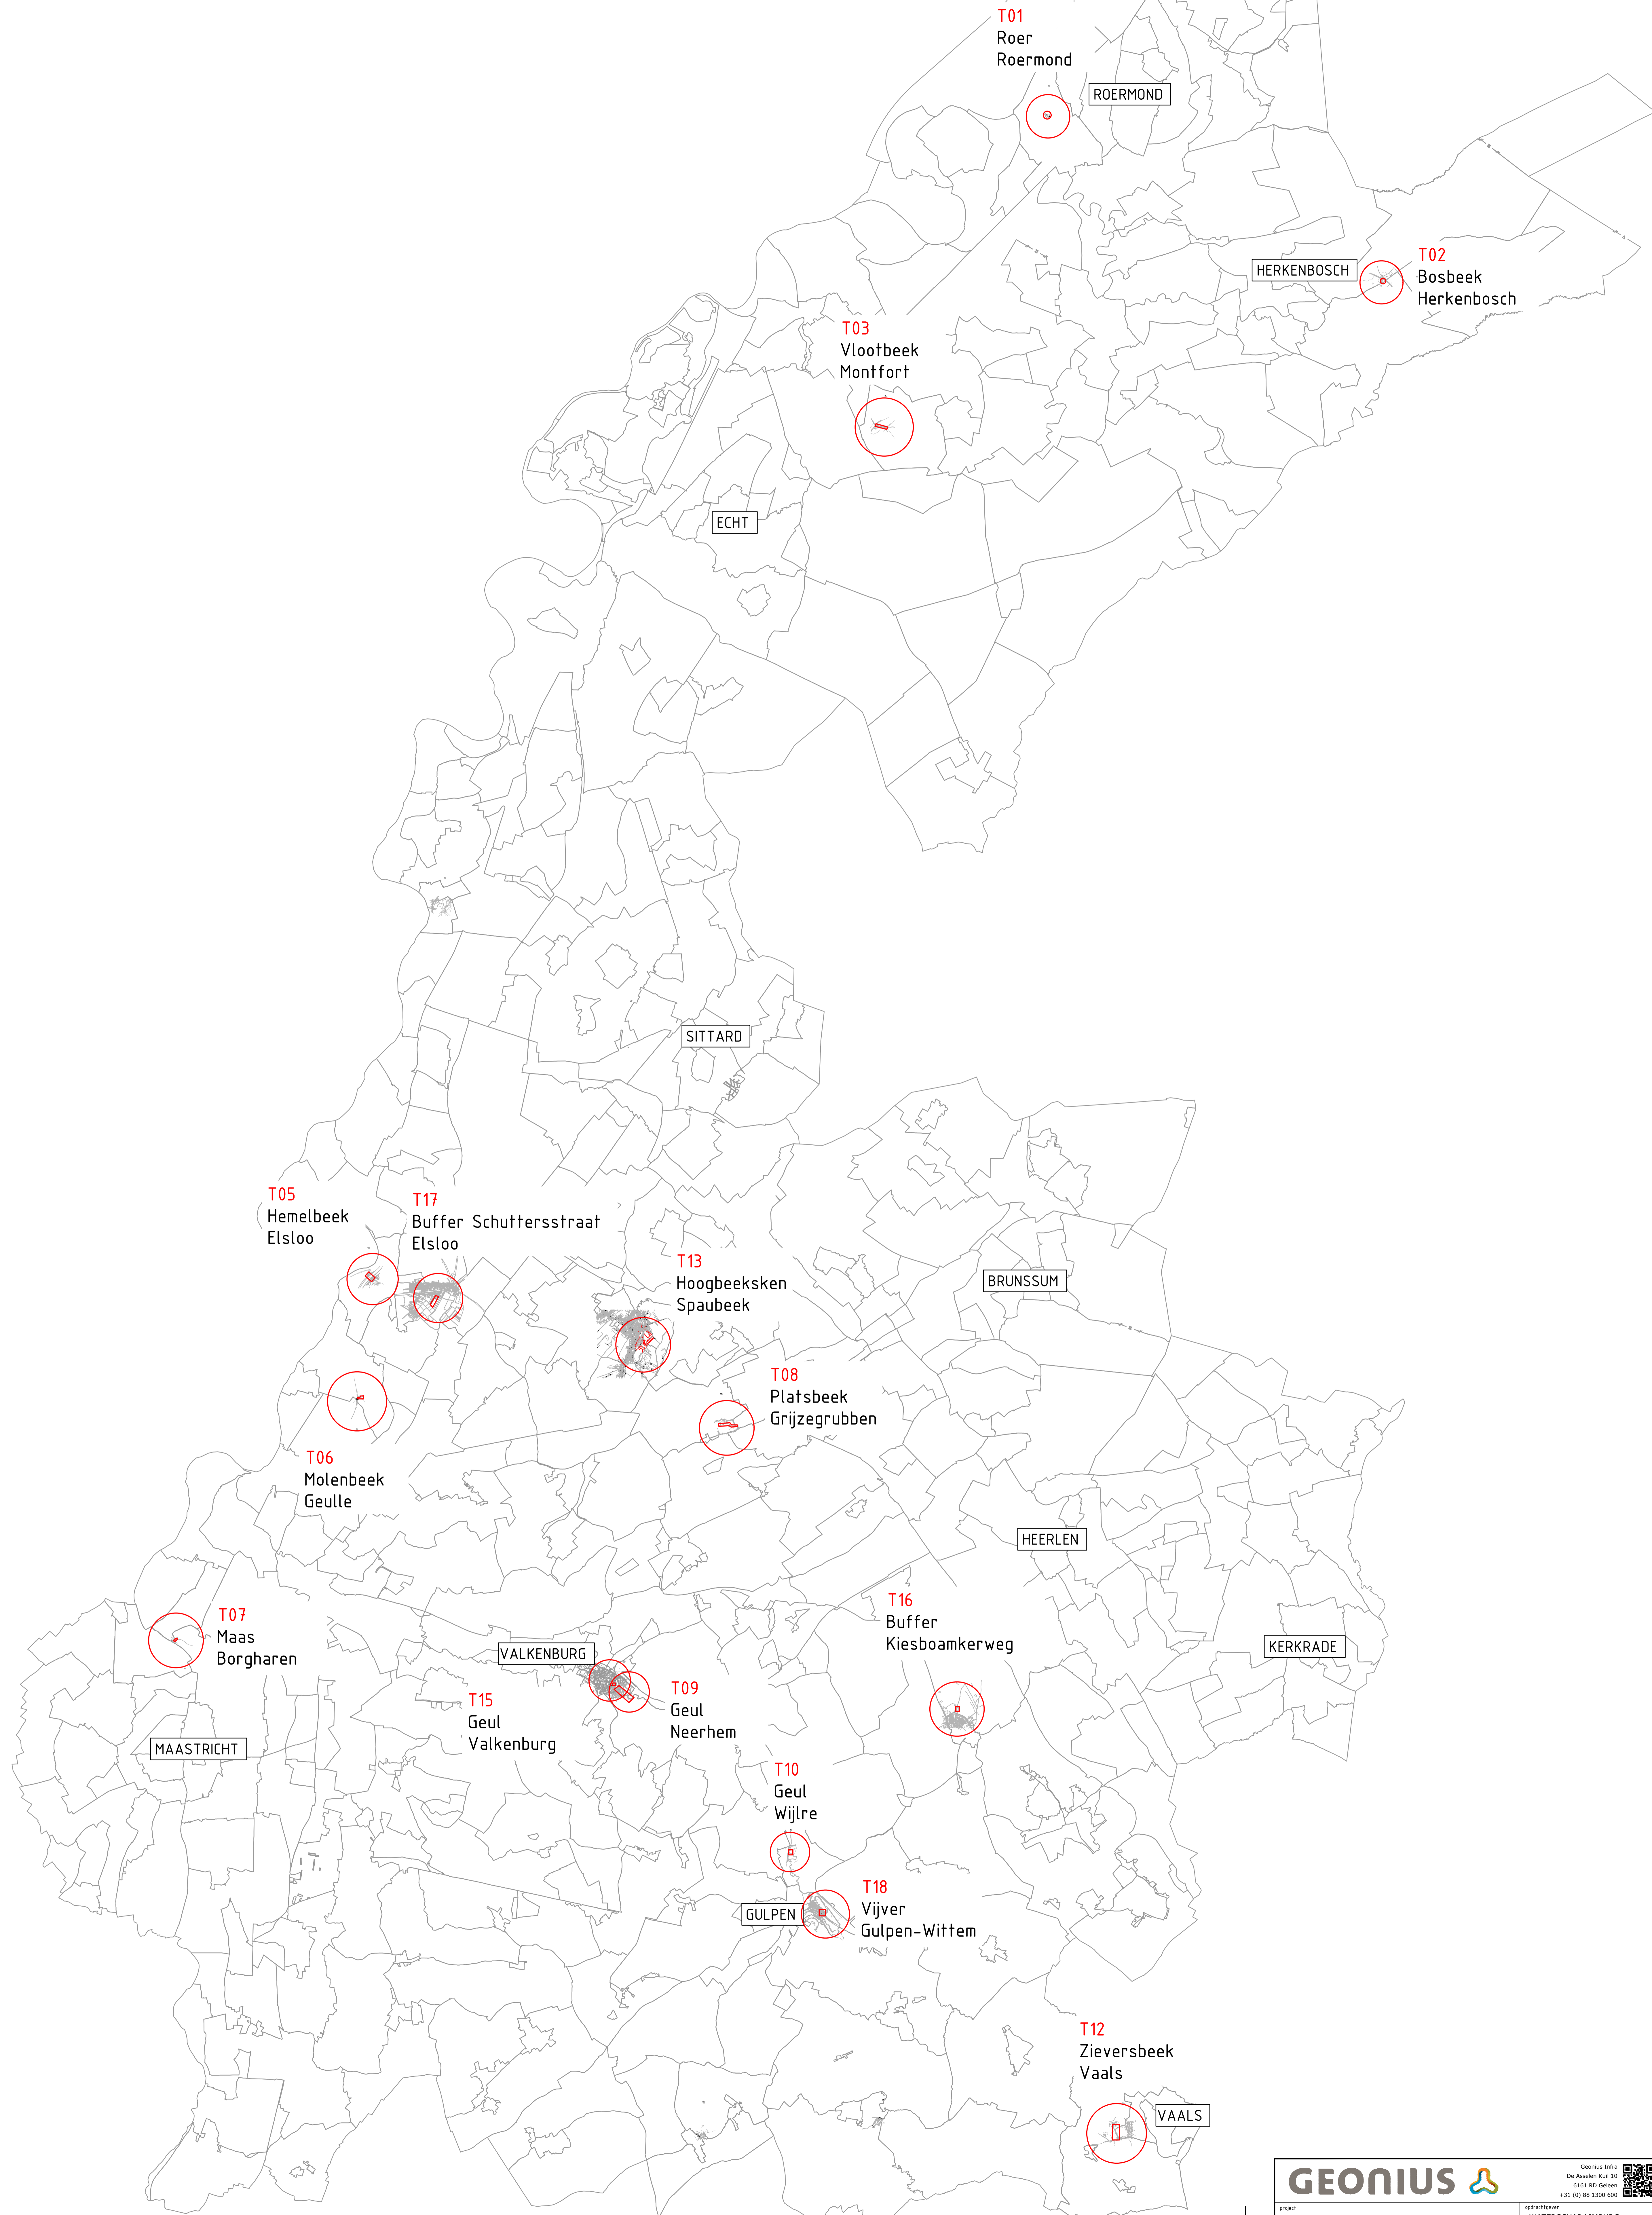 T01
Roer
Roermond
ROERMOND
HERKENBOSCH
T02
Bosbeek
Herkenbosch
T03
Vlootbeek
Montfort
ECHT
SITTARD
T05
Hemelbeek
Elsloo
T17
Buffer Schuttersstraat
Elsloo
T13
Hoogbeeksken
Spaubeek
BRUNSSUM
T08
Platsbeek
Grijzegrubben
T06
Molenbeek
Geulle
HEERLEN
T16
Buffer
Kiesboamkerweg
T07
Maas
Borgharen
VALKENBURG
KERKRADE
T15
Geul
Valkenburg
T09
Geul
Neerhem
MAASTRICHT
T10
Geul
Wijlre
T18
Vijver
Gulpen-Wittem
GULPEN
T12
Zieversbeek
Vaals
VAALS
GEONIUS
Geonius Infra
De Asselen Kuil 10
6161 RD Geleen
+31 (0) 88 1300 600
project
opdrachtgever